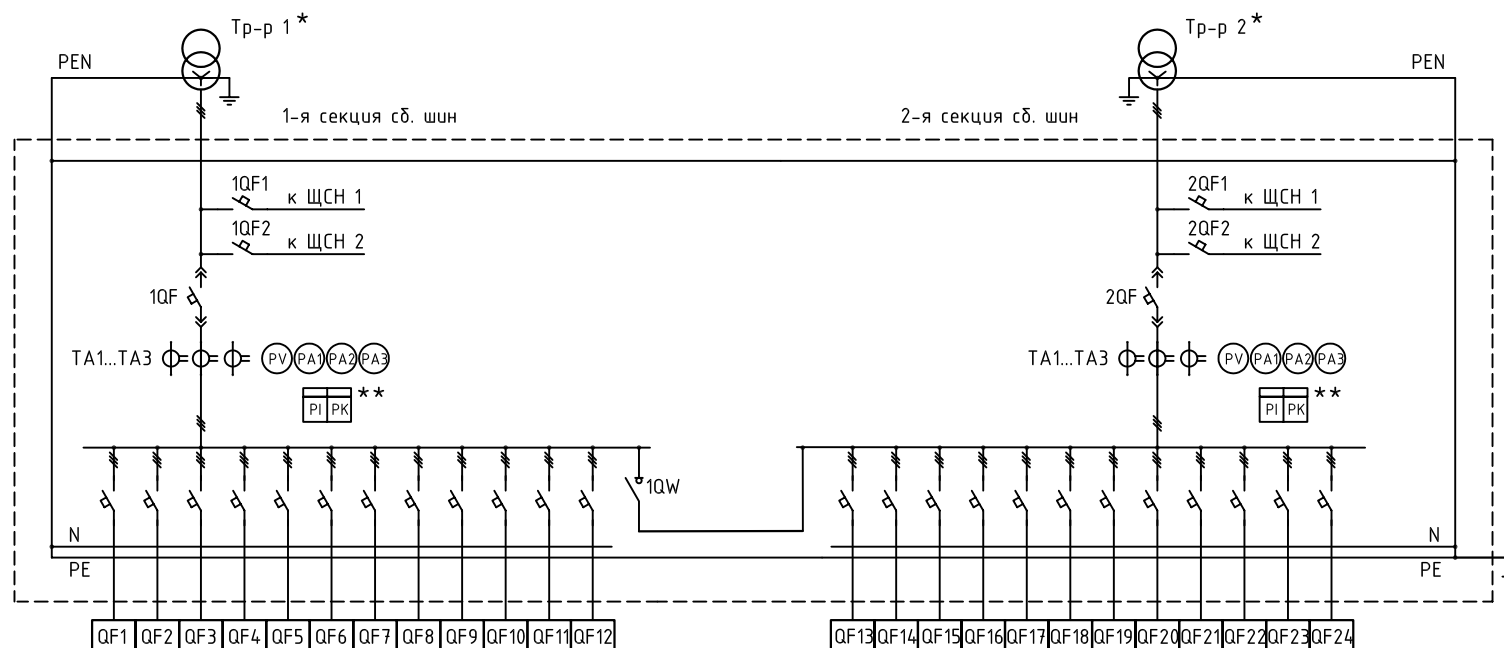 Тр-р 1*
Тр-р 2*
PEN
PEN
1-я секция сб. шин
2-я секция сб. шин
1QF1
к ЩСН 1
2QF1
к ЩСН 1
1QF2
к ЩСН 2
2QF2
к ЩСН 2
1QF
2QF
TA1...TA3
PV
PA1
PA2
PA3
TA1...TA3
PV
PA1
PA2
PA3
PI
PK
**
PI
PK
**
1QW
N
N
PE
PE
QF1
QF2
QF3
QF4
QF5
QF6
QF7
QF8
QF9
QF10
QF11
QF12
QF13
QF14
QF15
QF16
QF17
QF18
QF19
QF20
QF21
QF22
QF23
QF24